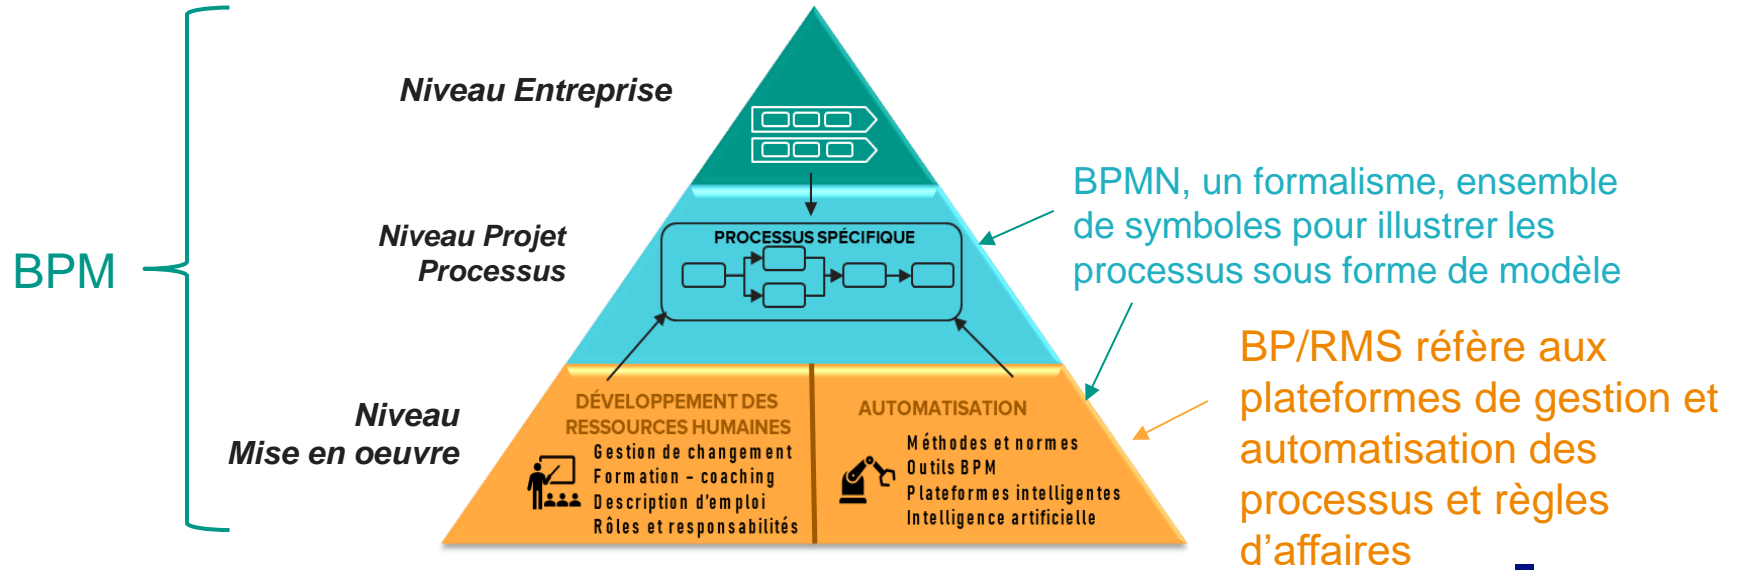 BPM
Niveau Entreprise
Niveau Projet
Processus
Niveau
Mise en oeuvre
PROCESSUS SPÉCIFIQUE
DÉVELOPPEMENT DES
RESSOURCES HUMAINES
Gestion de changement
Formation - coaching
Description d'emploi
Rôles et responsabilités
AUTOMATISATION
Méthodes et normes
Outils BPM
Plateformes intelligentes
Intelligence artificielle
BPMN, un formalisme, ensemble
de symboles pour illustrer les
processus sous forme de modèle
BP/RMS réfère aux
plateformes de gestion et
automatisation des
processus et règles
d'affaires